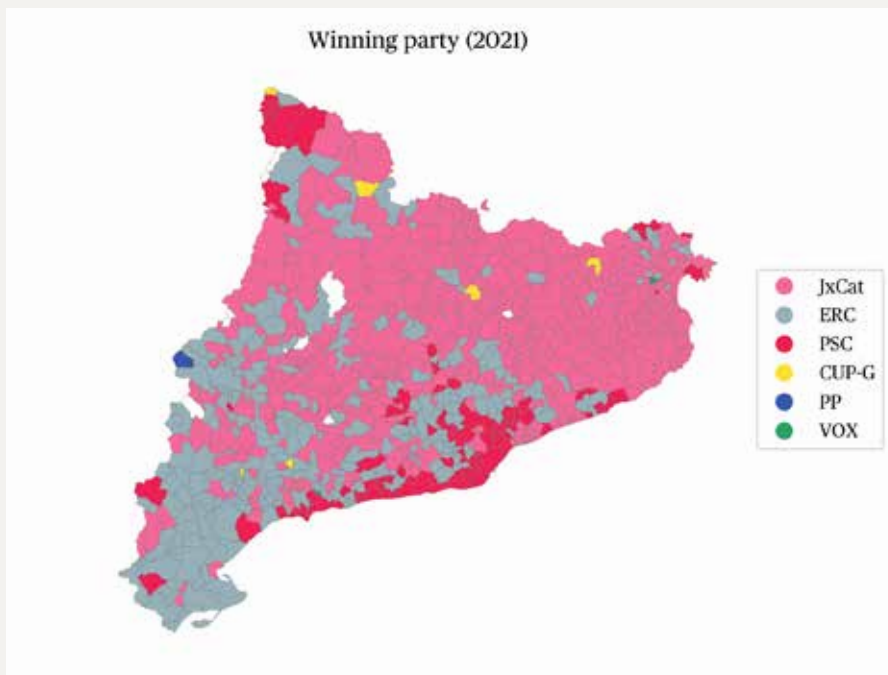 Winning party (2021)
JxCat
ERC
PSC
CUP-G
PP
VOX